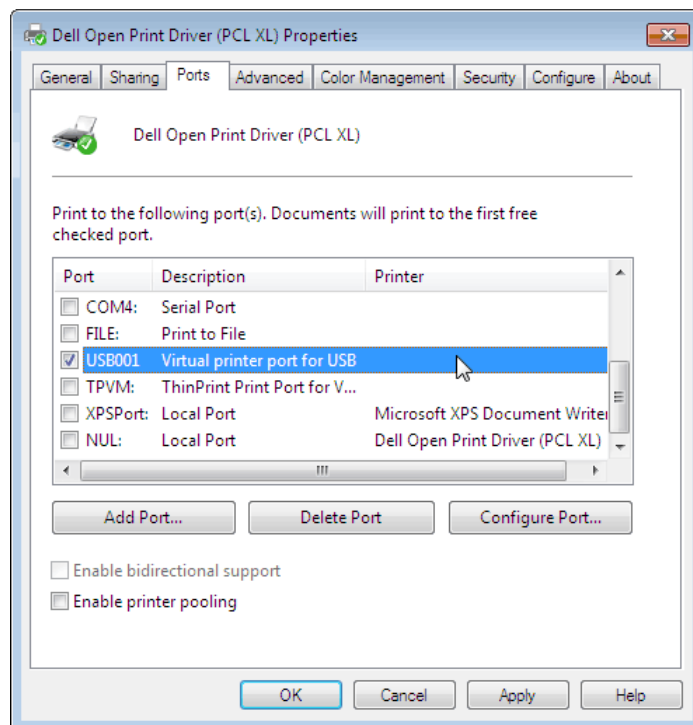 Dell Open Print Driver (PCL XL) Properties
General Sharing Ports Advanced Color Management Security Configure About
Dell Open Print Driver (PCL XL)
Print to the following port(s). Documents will print to the first free
checked port.
Port Description Printer
COM4: Serial Port
FILE: Print to File
USB001 Virtual printer port for USB
TPVM: ThinPrint Print Port for V...
XPSPort: Local Port Microsoft XPS Document Writer
NUL: Local Port Dell Open Print Driver (PCL XL)
Add Port... Delete Port Configure Port...
Enable bidirectional support
Enable printer pooling
OK Cancel Apply Help